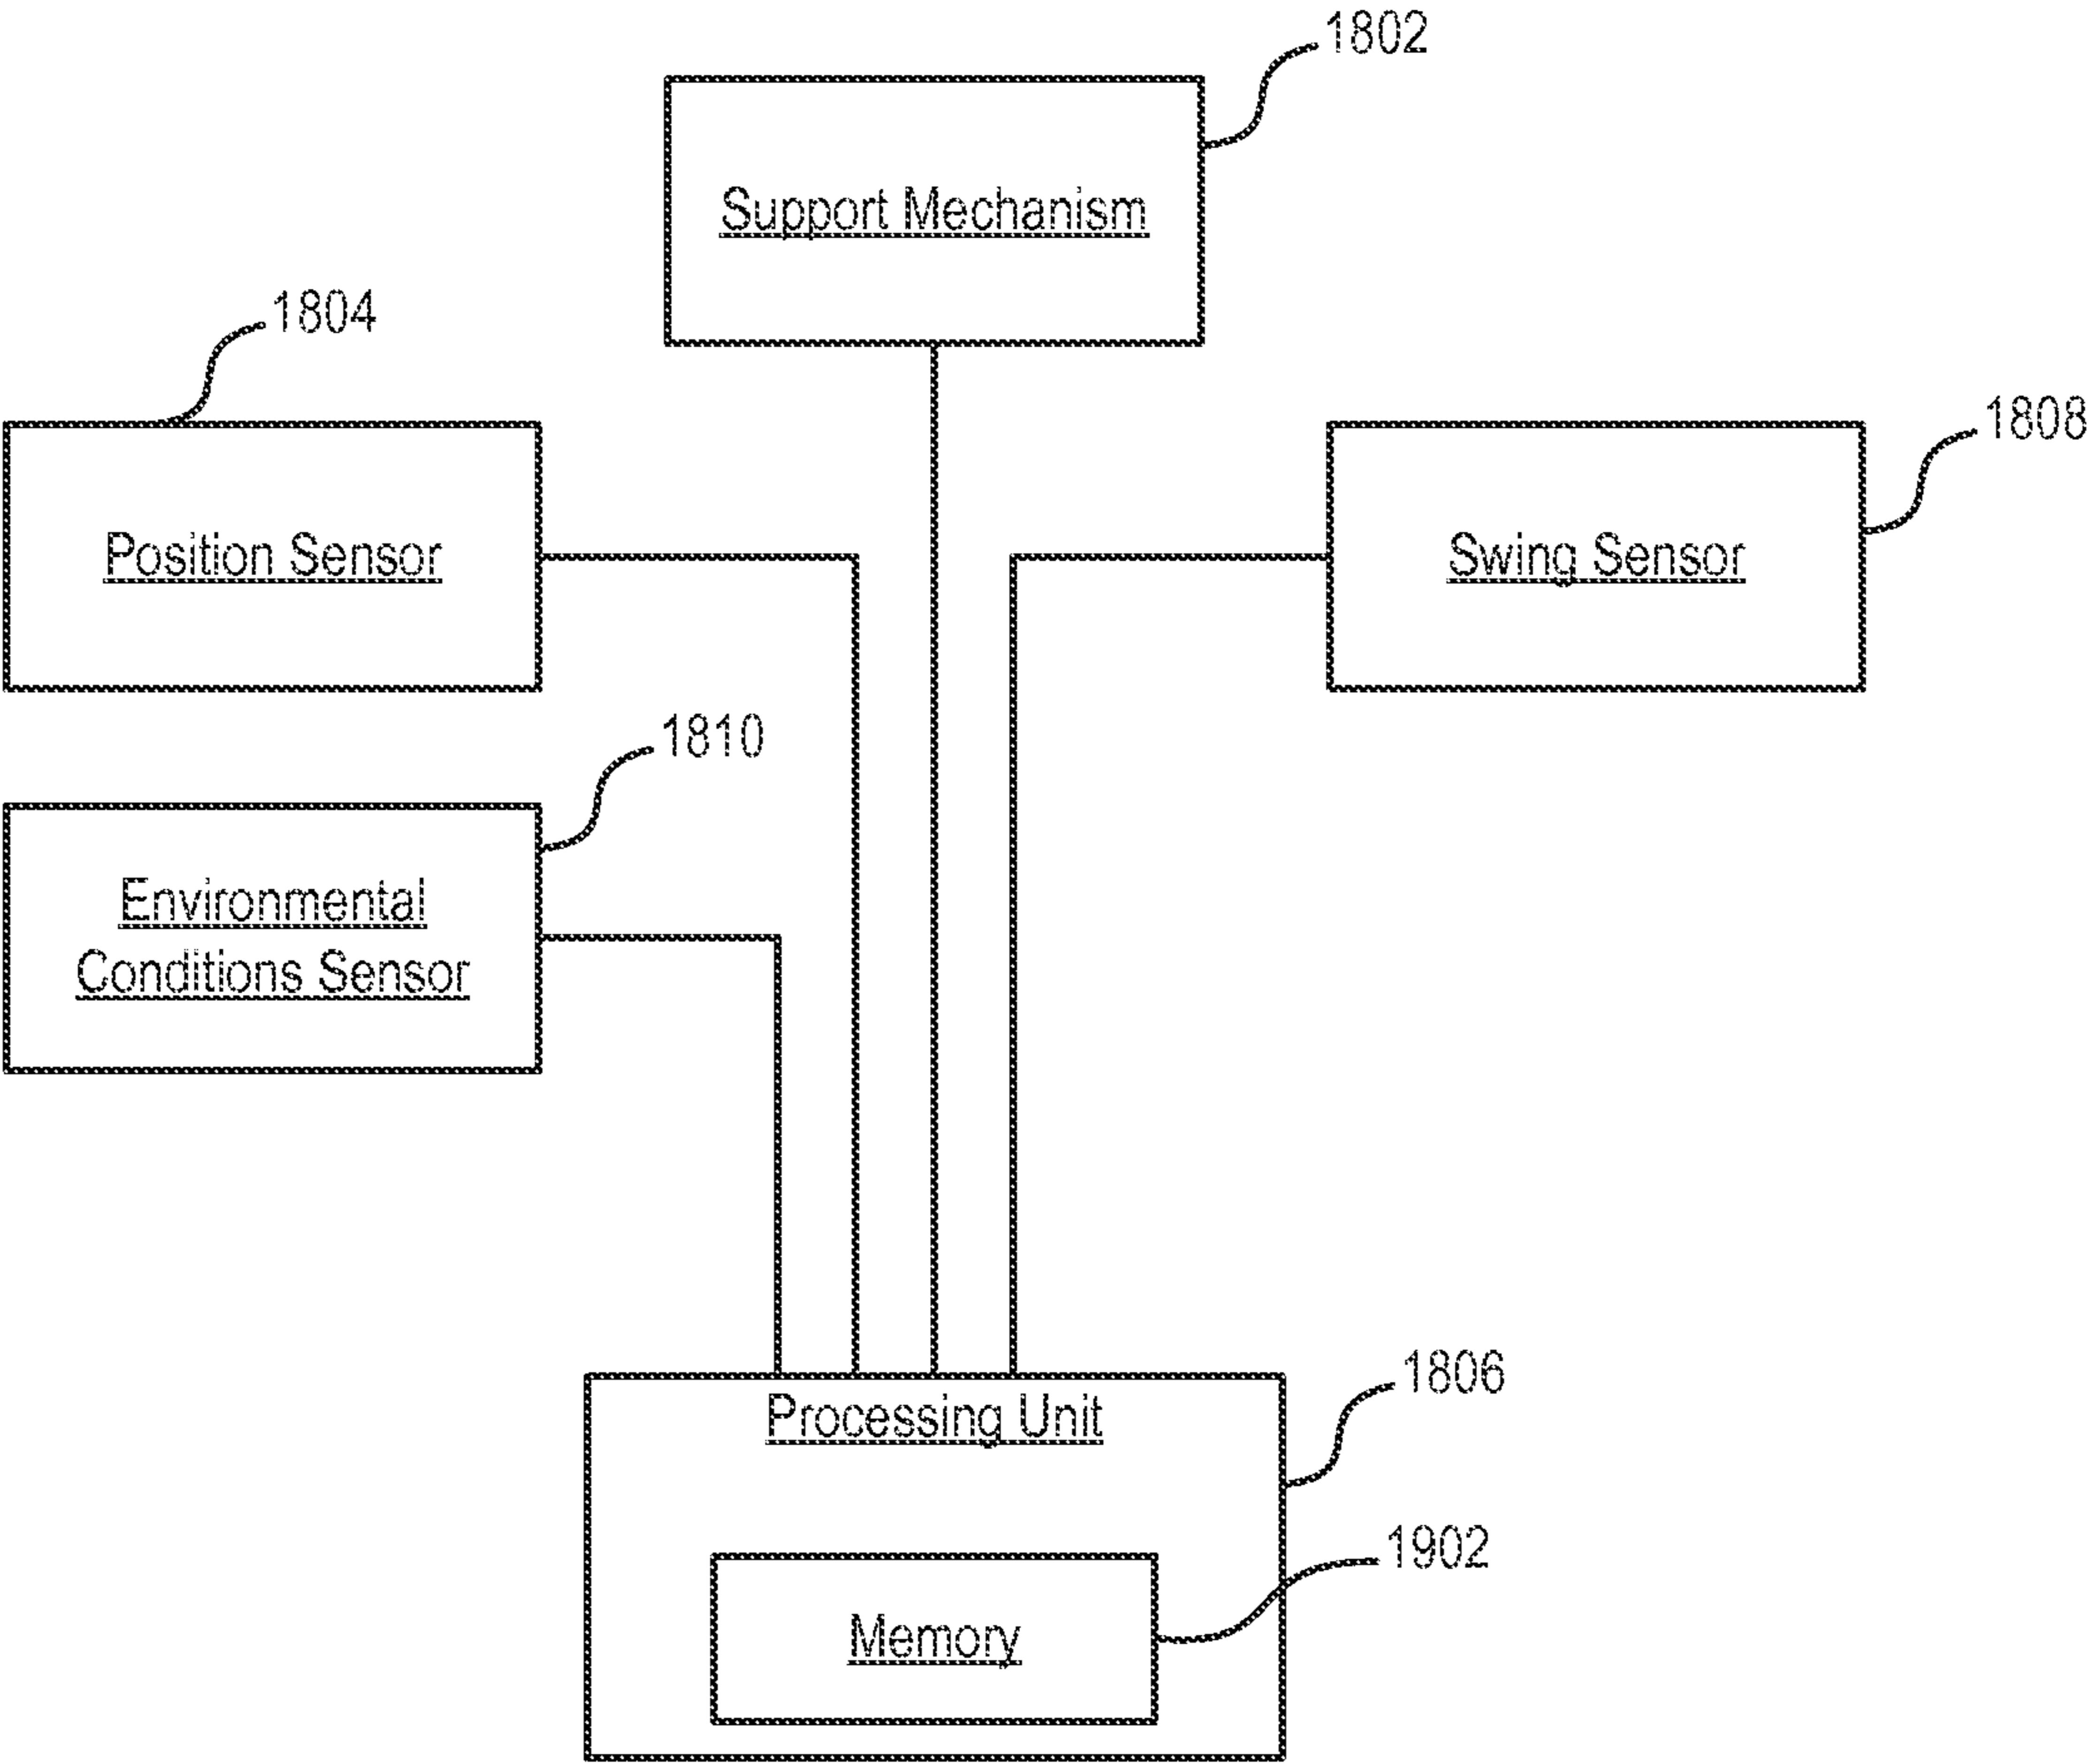 1802
Support Mechanism
1804
1808
Position Sensor
Swing Sensor
1810
Environmental
Conditions Sensor
1806
Processing Unit
1902
Memory